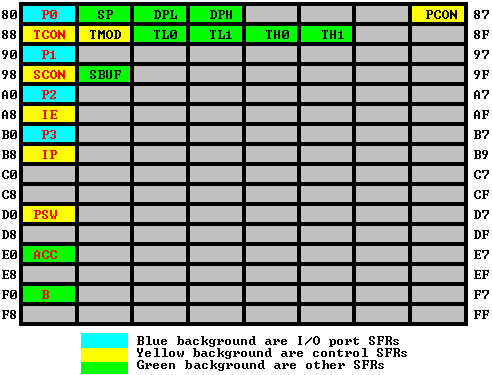 80 P0 SP DPL DPH PCON 87
88 TCON TMOD TL0 TL1 TH0 TH1 8F
90 P1 97
98 SCON SBUF 9F
A0 P2 A7
A8 IE AF
B0 P3 B7
B8 IP B9
C0 C7
C8 CF
D0 PSW D7
D8 DF
E0 ACC E7
E8 EF
F0 B F7
F8 FF
Blue background are I/O port SFRs
Yellow background are control SFRs
Green background are other SFRs